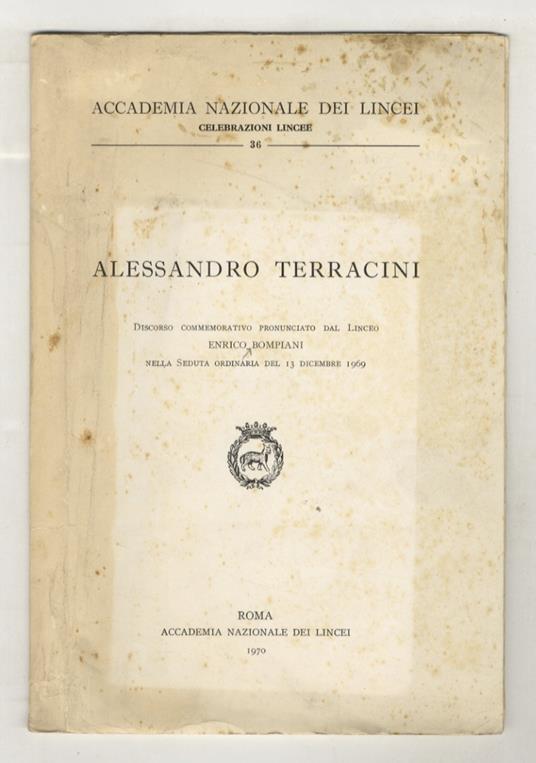 ACCADEMIA NAZIONALE DEI LINCEI
CELEBRAZIONI LINCEE
36
ALESSANDRO TERRACINI
DISCORSO COMMEMORATIVO PRONUNCIATO DAL LINCEO
ENRICO BOMPIANI
NELLA SEDUTA ORDINARIA DEL 13 DICEMBRE 1969
ROMA
ACCADEMIA NAZIONALE DEI LINCEI
1970